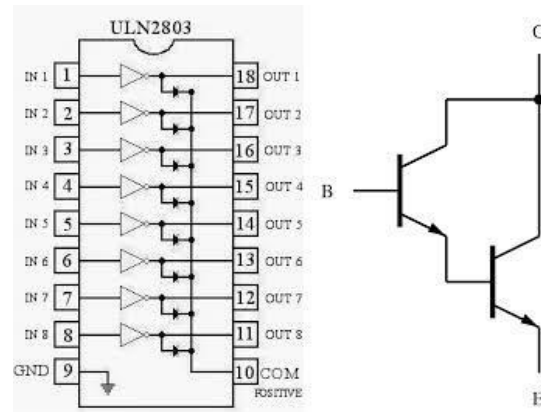 ULN2803
IN 1 1 18 OUT 1
IN 2 2 17 OUT 2
IN 3 3 16 OUT 3
IN 4 4 15 OUT 4
IN 5 5 14 OUT 5
IN 6 6 13 OUT 6
IN 7 7 12 OUT 7
IN 8 8 11 OUT 8
GND 9 10 COM
POSITIVE
C
B
E